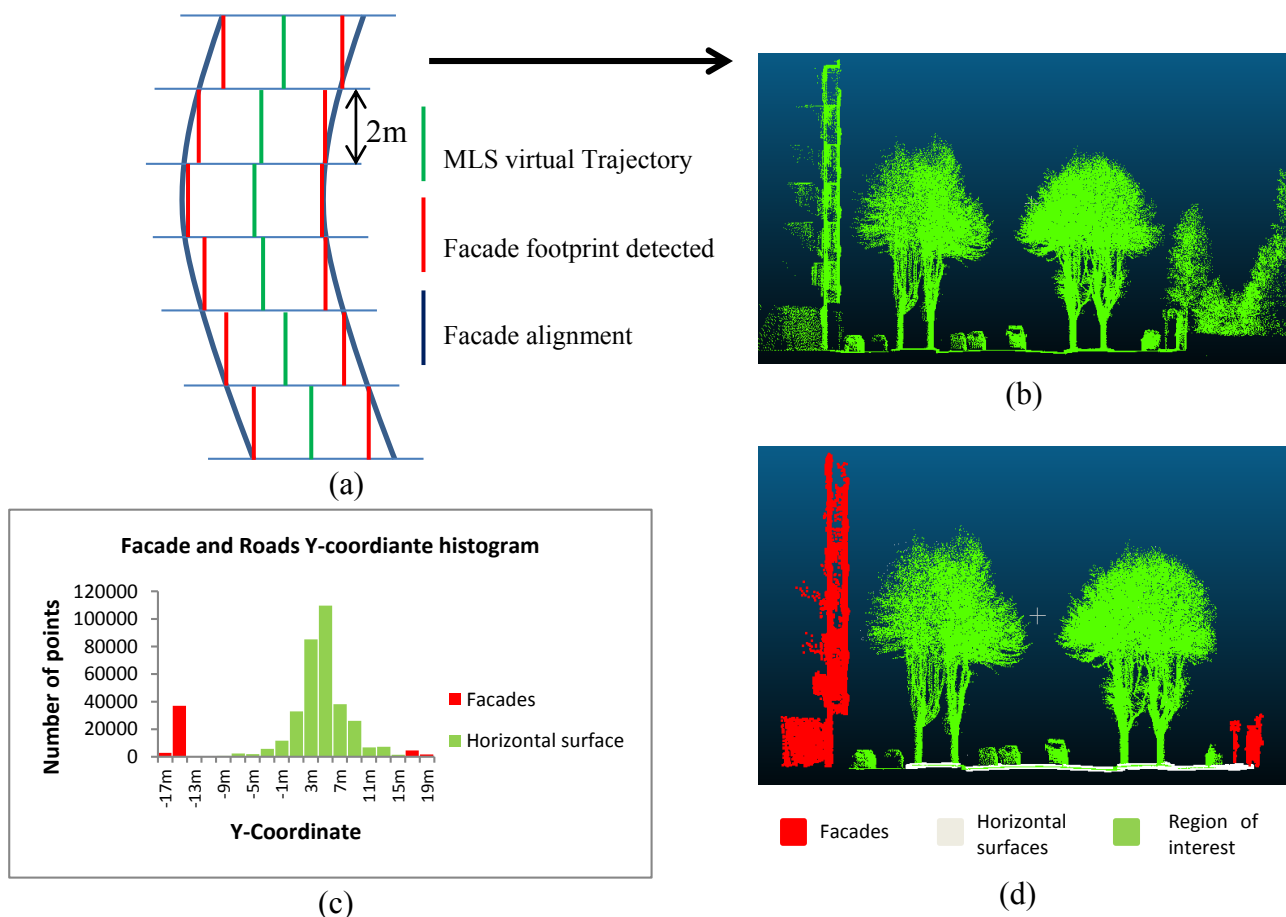 2m
MLS virtual Trajectory
Facade footprint detected
Facade alignment
(a)
(b)
Facade and Roads Y-coordiante histogram
Number of points
120000
100000
80000
60000
40000
20000
0
-17m
-13m
-9m
-5m
-1m
3m
7m
11m
15m
19m
Y-Coordinate
Facades
Horizontal surface
(c)
Facades
Horizontal
surfaces
Region of
interest
(d)